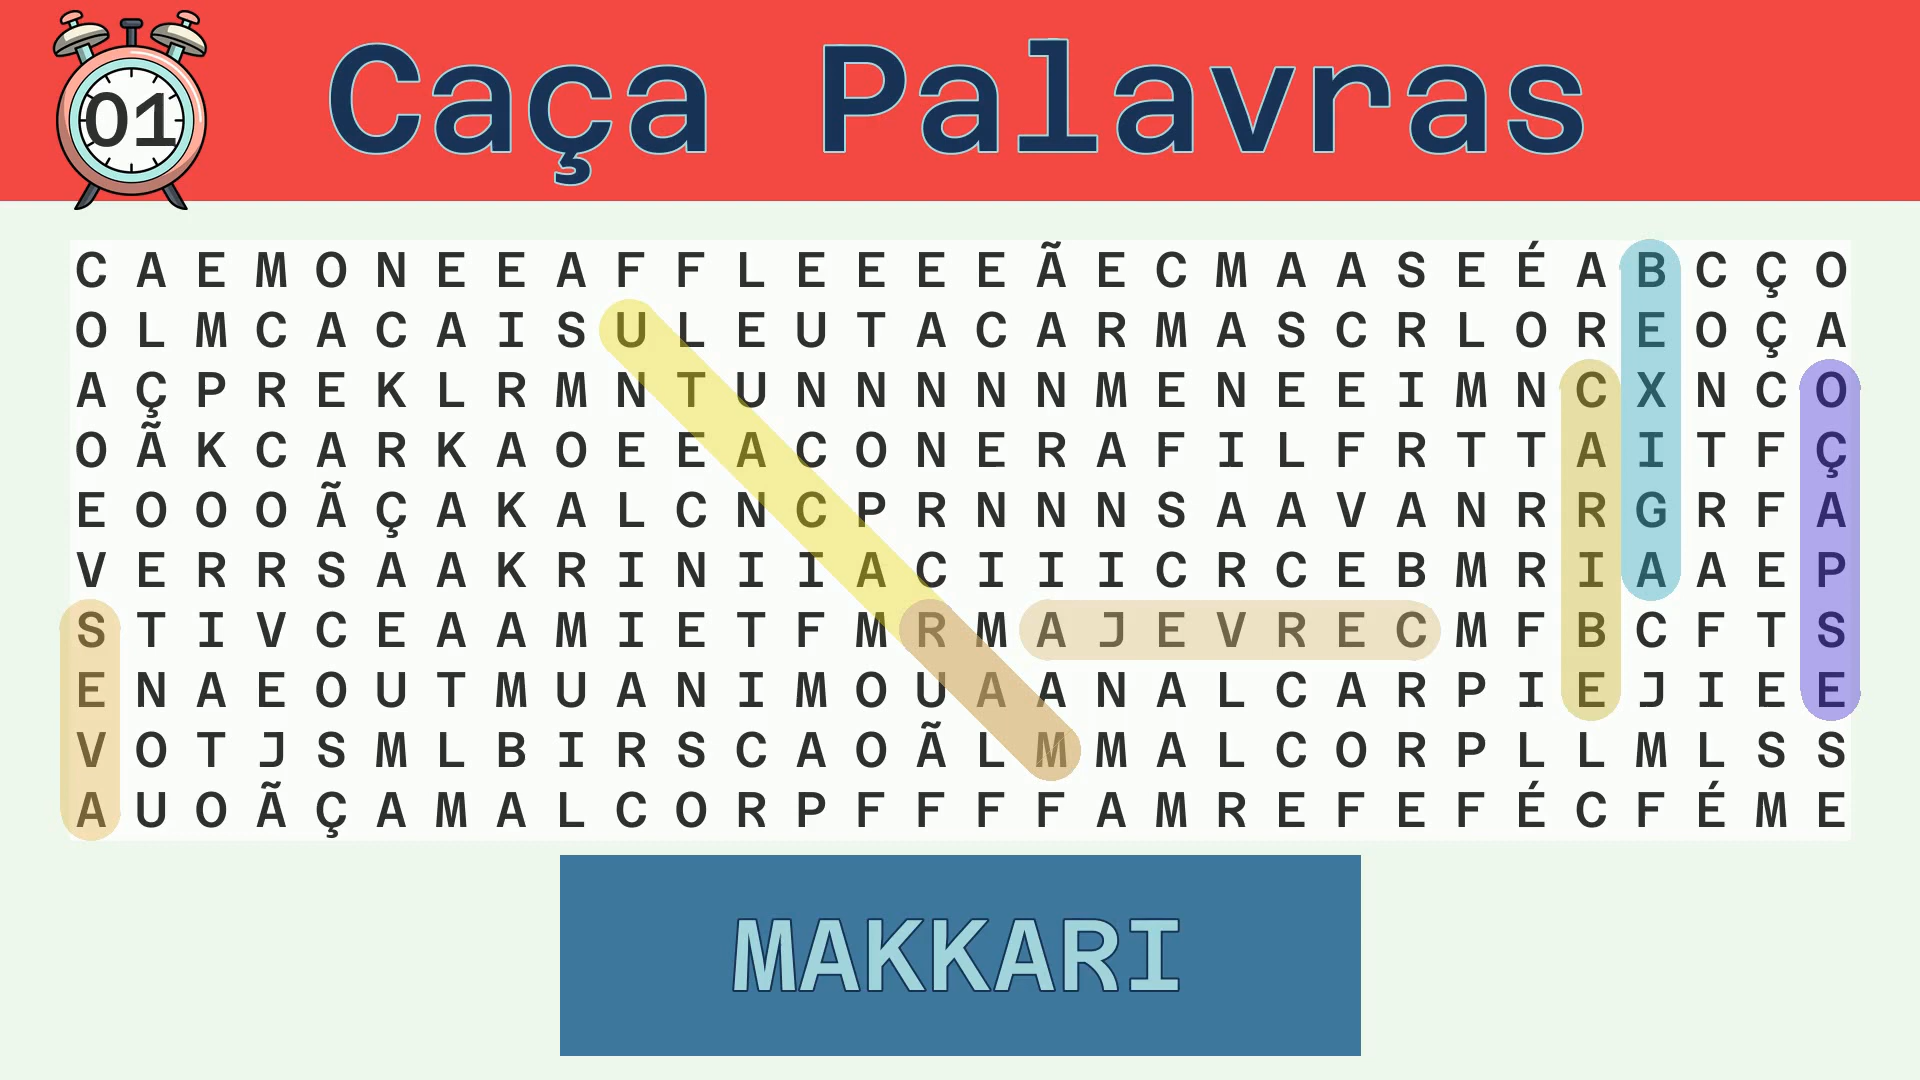 01
Caça Palavras
C A E M O N E E A F F L E E E E Ã E C M A A S E É A B C Ç O
O L M C A C A I S U L E U T A C A R M A S C R L O R E O Ç A
A Ç P R E K L R M N T U N N N N N M E N E E I M N C X N C O
O Ã K C A R K A O E E A C O N E R A F I L F R T T A I T F Ç
E O O O Ã Ç A K A L C N C P R N N N S A A V A N R R G R F A
V E R R S A A K R I N I I A C I I I C R C E B M R I A A E P
S T I V C E A A M I E T F M R M A J E V R E C M F B C F T S
E N A E O U T M U A N I M O U A A N A L C A R P I E J I E E
V O T J S M L B I R S C A O Ã L M M A L C O R P L L M L S S
A U O Ã Ç A M A L C O R P F F F F A M R E F E F É C F É M E
MAKKARI